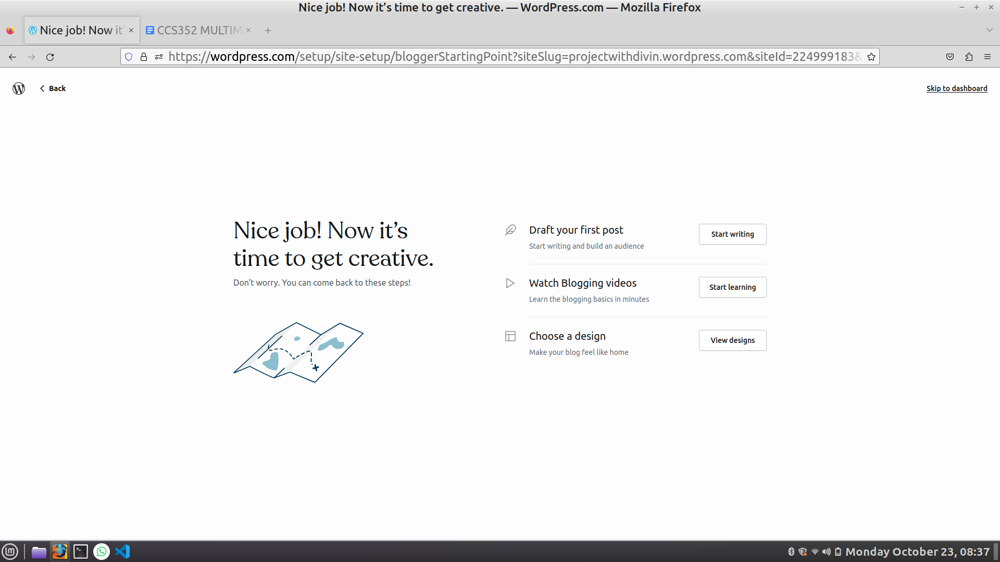 Nice job! Now it’s time to get creative. — WordPress.com — Mozilla Firefox
Nice job! Now it’
CCS352 MULTIM
https://wordpress.com/setup/site-setup/bloggerStartingPoint?siteSlug=projectwithdivin.wordpress.com&siteId=224999183&
Back
Skip to dashboard
Nice job! Now it’s
time to get creative.
Don't worry. You can come back to these steps!
Draft your first post
Start writing and build an audience
Start writing
Watch Blogging videos
Learn the blogging basics in minutes
Start learning
Choose a design
Make your blog feel like home
View designs
Monday October 23, 08:37